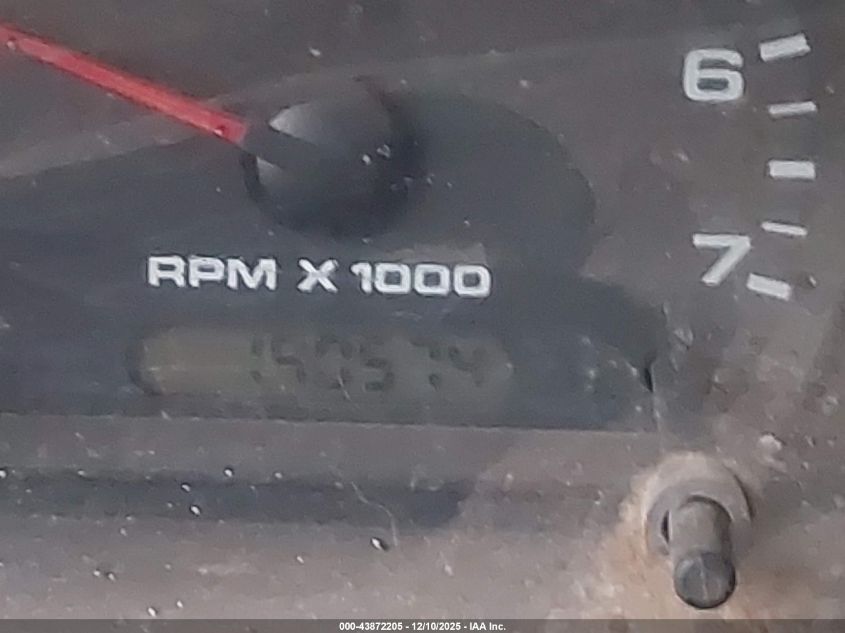 6
7
RPM X 1000
000-43872205 - 12/10/2025 - IAA Inc.